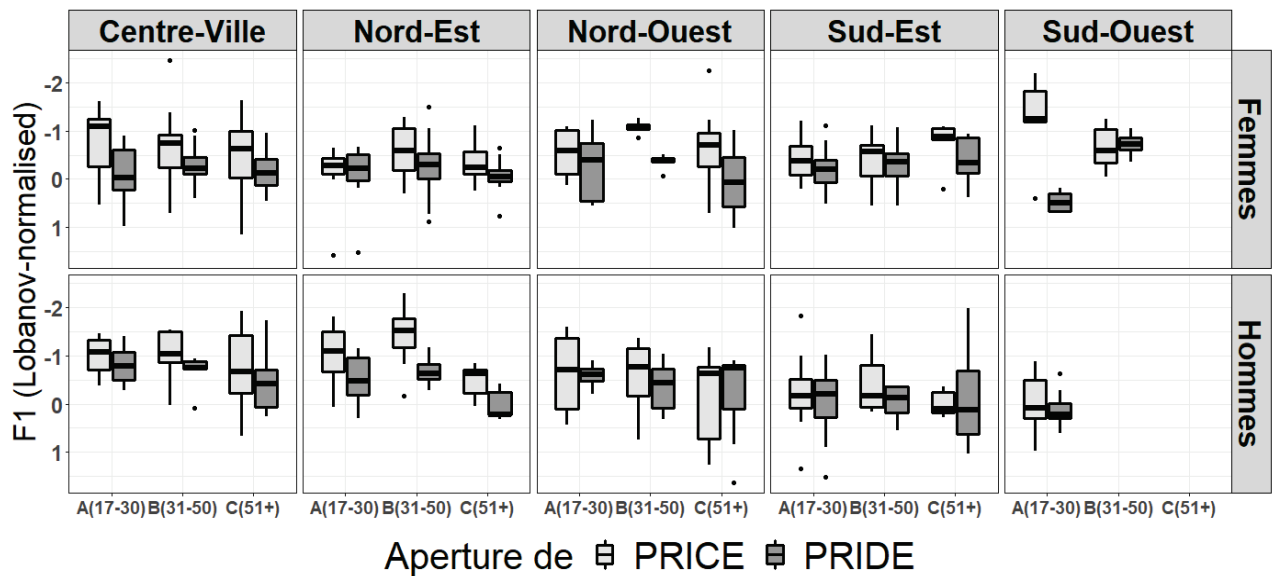 Centre-Ville Nord-Est Nord-Ouest Sud-Est Sud-Ouest
F1 (Lobanov-normalised)
-2
-1
0
1
Femmes
-2
-1
0
1
Hommes
A(17-30) B(31-50) C(51+) A(17-30) B(31-50) C(51+) A(17-30) B(31-50) C(51+) A(17-30) B(31-50) C(51+) A(17-30) B(31-50) C(51+)
Aperture de PRICE PRIDE